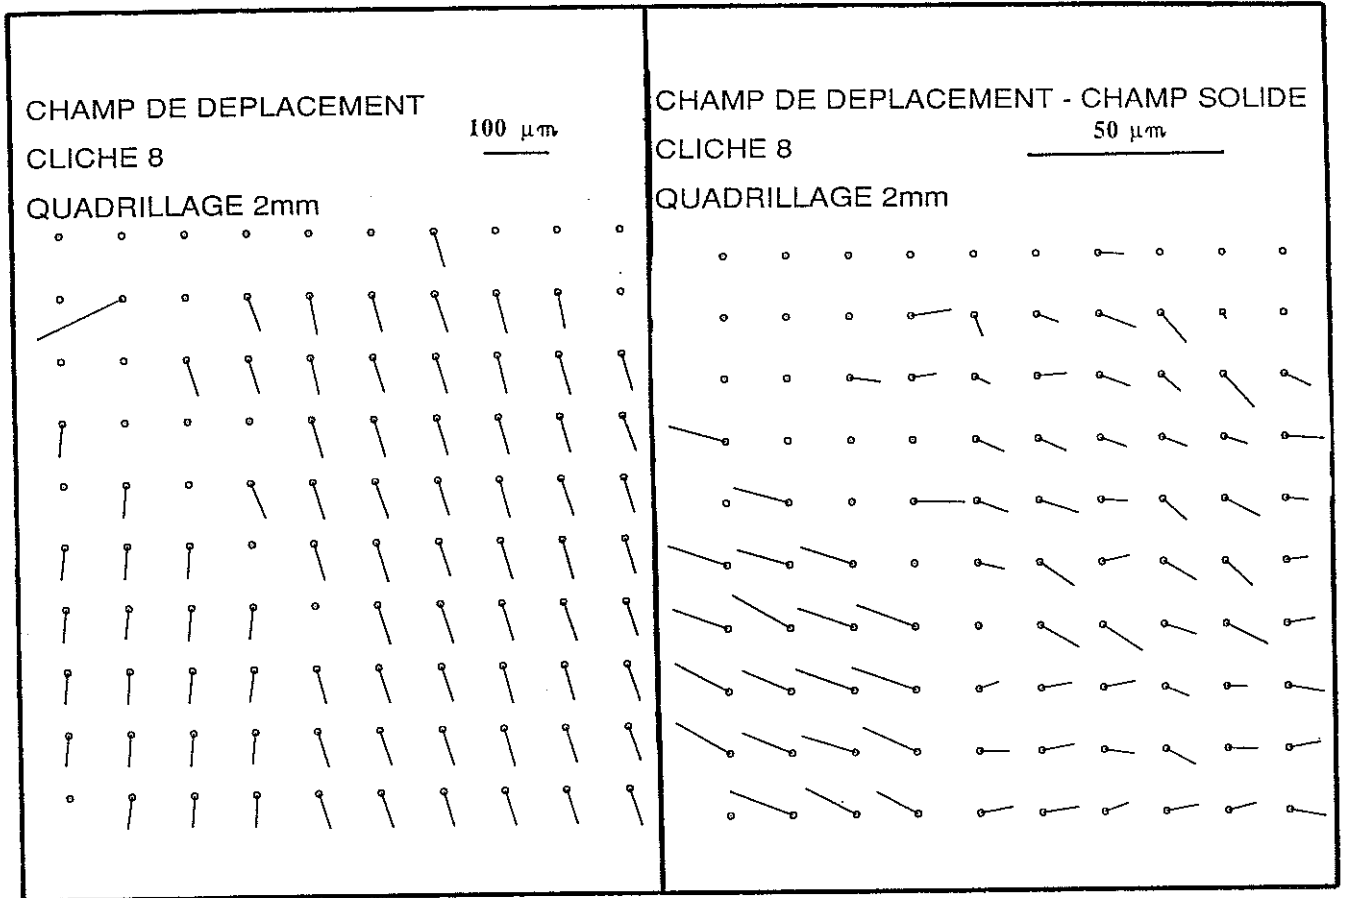 CHAMP DE DEPLACEMENT
100 μm
CLICHE 8
QUADRILLAGE 2mm
CHAMP DE DEPLACEMENT - CHAMP SOLIDE
50 μm
CLICHE 8
QUADRILLAGE 2mm